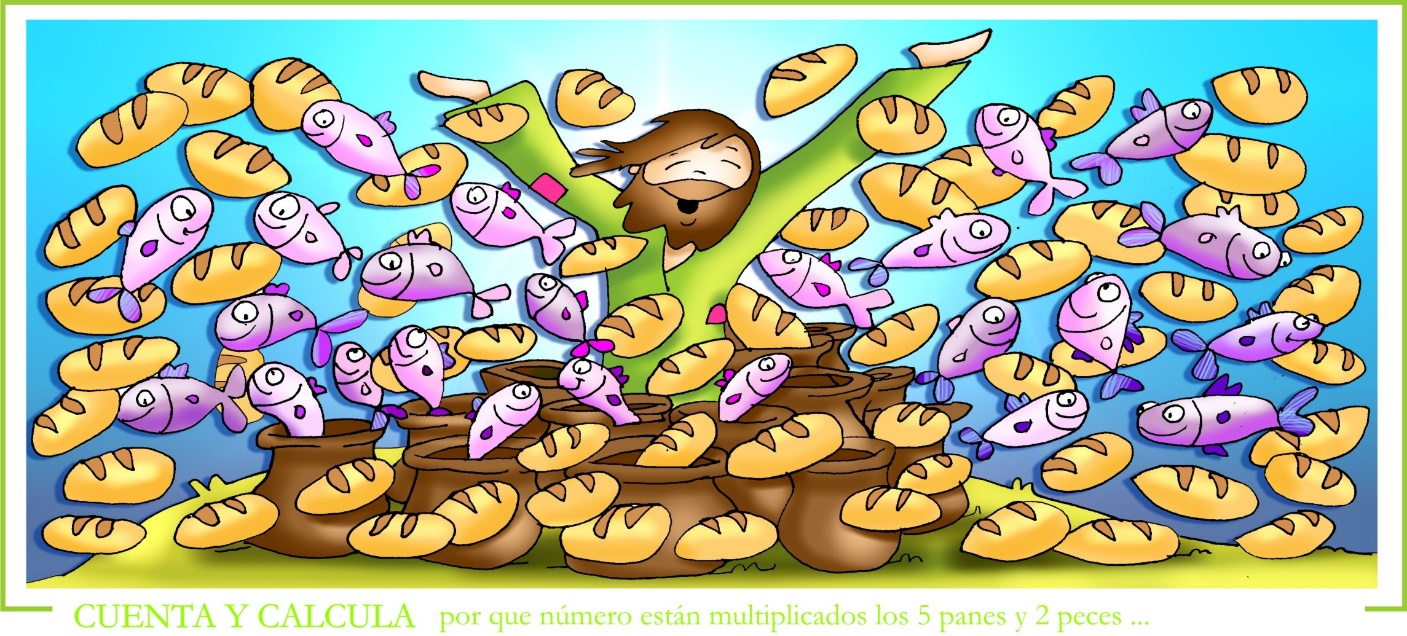 CUENTA Y CALCULA por que número están multiplicados los 5 panes y 2 peces ...